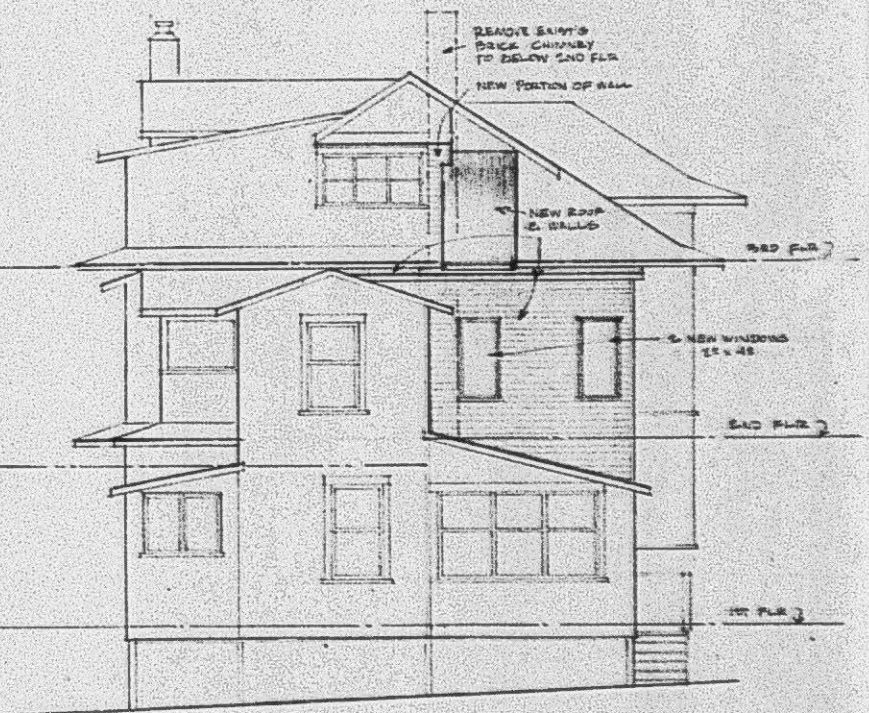 REMOVE EXIST'G
BRICK CHIMNEY
TO BELOW 2ND FLR
NEW PORTION OF WALL
NEW ROOF
& WALLS
3RD FLR
2 NEW WINDOWS
2ND FLR
1ST FLR